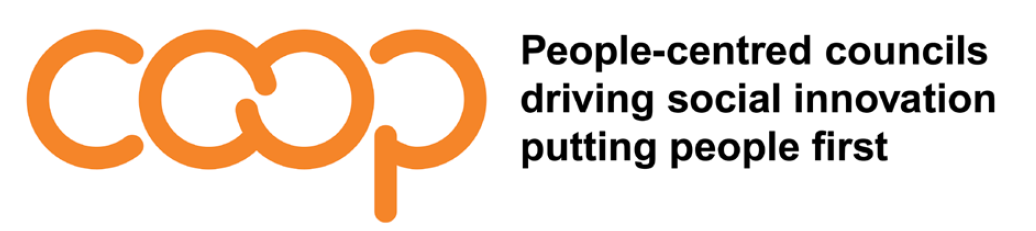 coop
People-centred councils
driving social innovation
putting people first